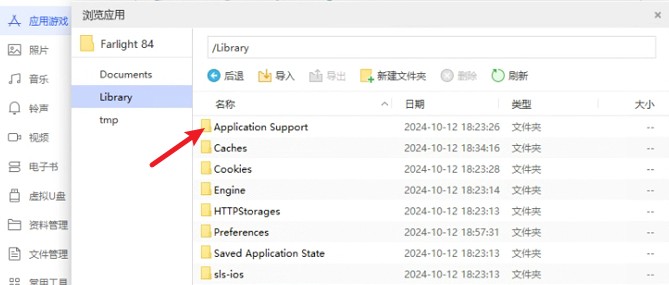 浏览应用
应用游戏
照片
音乐
铃声
视频
电子书
虚拟U盘
资料管理
文件管理
常用工具
Farlight 84
Documents
Library
tmp
/Library
后退 导入 导出 新建文件夹 删除 刷新
名称 日期 类型 大小
Application Support 2024-10-12 18:23:26 文件夹 --
Caches 2024-10-12 18:34:16 文件夹 --
Cookies 2024-10-12 18:23:28 文件夹 --
Engine 2024-10-12 18:23:14 文件夹 --
HTTPStorages 2024-10-12 18:23:13 文件夹 --
Preferences 2024-10-12 18:57:31 文件夹 --
Saved Application State 2024-10-12 18:23:13 文件夹 --
sls-ios 2024-10-12 18:23:13 文件夹 --